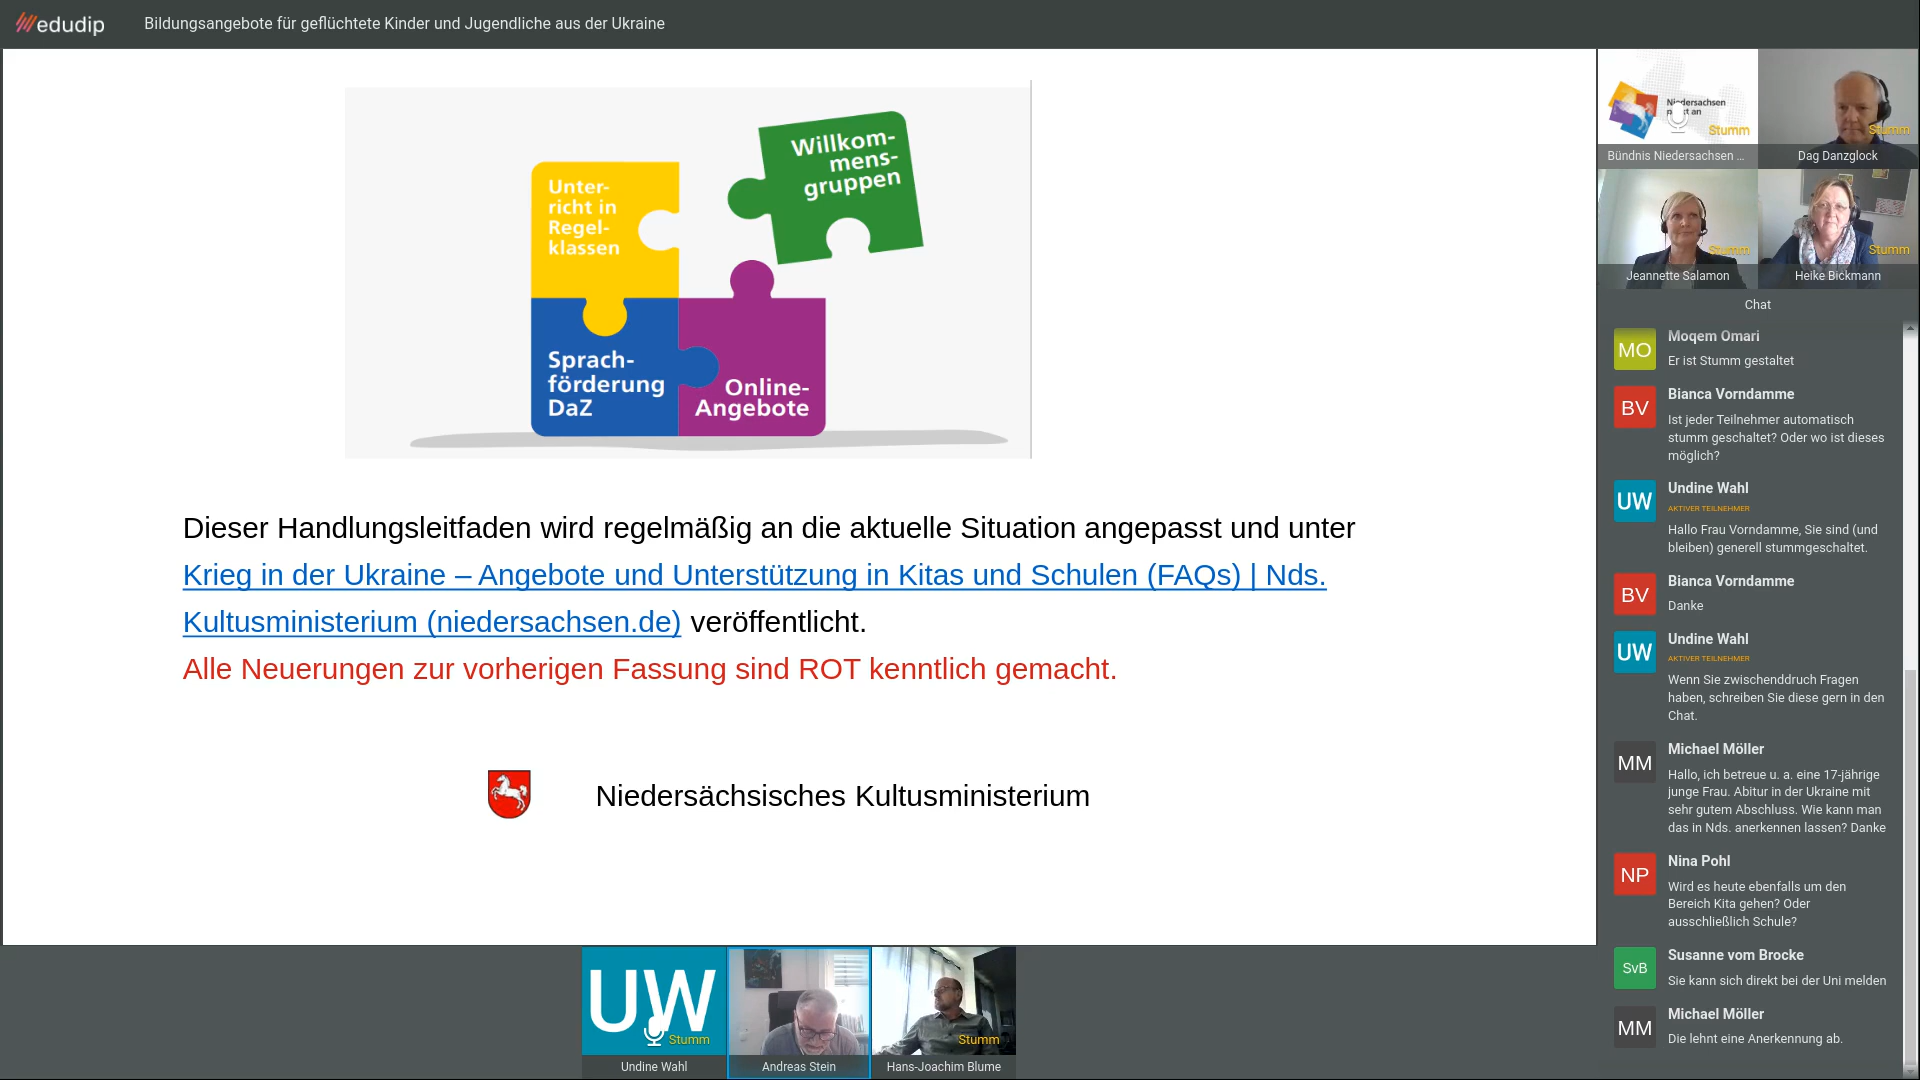 edudip
Bildungsangebote für geflüchtete Kinder und Jugendliche aus der Ukraine
Unter-
richt in
Regel-
klassen
Willkom-
mens-
gruppen
Sprach-
förderung
DaZ
Online-
Angebote
Dieser Handlungsleitfaden wird regelmäßig an die aktuelle Situation angepasst und unter
Krieg in der Ukraine – Angebote und Unterstützung in Kitas und Schulen (FAQs) | Nds.
Kultusministerium (niedersachsen.de) veröffentlicht.
Alle Neuerungen zur vorherigen Fassung sind ROT kenntlich gemacht.
Niedersächsisches Kultusministerium
UW
Stumm
Undine Wahl
Andreas Stein
Stumm
Hans-Joachim Blume
Niedersachsen
packt an
Stumm
Bündnis Niedersachsen ...
Stumm
Dag Danzglock
Stumm
Jeannette Salamon
Stumm
Heike Bickmann
Chat
MO
Moqem Omari
Er ist Stumm gestaltet
BV
Bianca Vorndamme
Ist jeder Teilnehmer automatisch
stumm geschaltet? Oder wo ist dieses
möglich?
UW
Undine Wahl
AKTIVER TEILNEHMER
Hallo Frau Vorndamme, Sie sind (und
bleiben) generell stummgeschaltet.
BV
Bianca Vorndamme
Danke
UW
Undine Wahl
AKTIVER TEILNEHMER
Wenn Sie zwischenddruch Fragen
haben, schreiben Sie diese gern in den
Chat.
MM
Michael Möller
Hallo, ich betreue u. a. eine 17-jährige
junge Frau. Abitur in der Ukraine mit
sehr gutem Abschluss. Wie kann man
das in Nds. anerkennen lassen? Danke
NP
Nina Pohl
Wird es heute ebenfalls um den
Bereich Kita gehen? Oder
ausschließlich Schule?
SvB
Susanne vom Brocke
Sie kann sich direkt bei der Uni melden
MM
Michael Möller
Die lehnt eine Anerkennung ab.